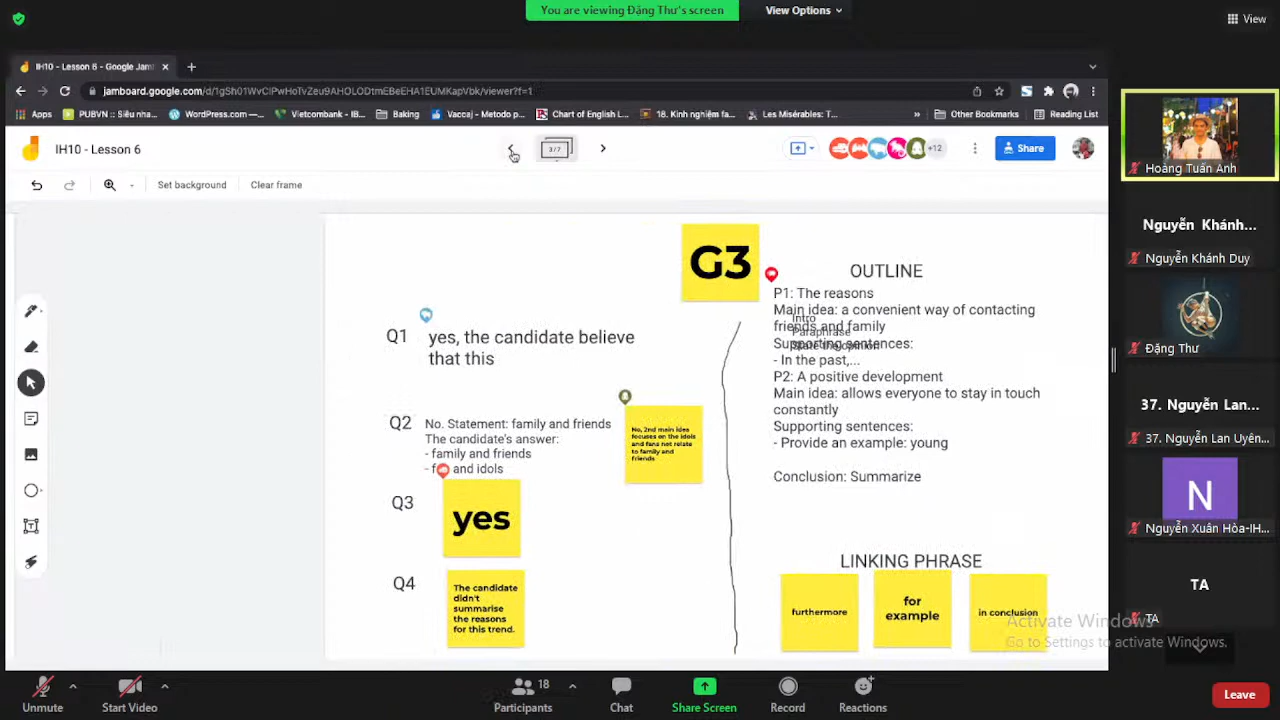 You are viewing Đặng Thư's screen
View Options
View
IH10 - Lesson 6 - Google Jam
jamboard.google.com/d/1gSh01WvClPwHoTvZeu9AHOLODtmEBeEHA1EUMKapVbk/viewer?f=1
Apps
PUBVN :: Siêu nha...
WordPress.com —...
Vietcombank - iB...
Baking
Vaccaj - Metodo p...
Chart of English L...
18. Kinh nghiệm fa...
Les Misérables: T...
»
Other Bookmarks
Reading List
IH10 - Lesson 6
3/7
+12
Share
Set background
Clear frame
G3
Q1
yes, the candidate believe
that this
Q2
No. Statement: family and friends
The candidate's answer:
- family and friends
and idols
No, 2nd main idea
focuses on the idols
and fans not relate
to family and
friends
Q3
yes
Q4
The candidate
didn't
summarise
the reasons
for this trend.
OUTLINE
P1: The reasons
Main idea: a convenient way of contacting
Intro
friends and family
Paraphrase
Supporting sentences:
State the opinion
- In the past,...
P2: A positive development
Main idea: allows everyone to stay in touch
constantly
Supporting sentences:
- Provide an example: young
Conclusion: Summarize
LINKING PHRASE
furthermore
for
example
in conclusion
Activate Windows
Go to Settings to activate Windows.
Hoàng Tuấn Anh
Nguyễn Khánh...
Nguyễn Khánh Duy
Đặng Thư
37. Nguyễn Lan...
37. Nguyễn Lan Uyên...
N
Nguyễn Xuân Hòa-IH...
TA
TA
Unmute
Start Video
18
Participants
Chat
Share Screen
Record
Reactions
Leave